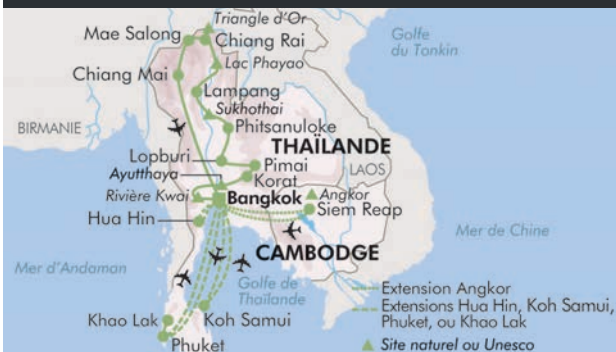 Triangle d'Or
Mae Salong
Chiang Rai
Golfe
du Tonkin
Lac Phayao
Chiang Mai
Lampang
Sukhothai
BIRMANIE
Phitsanuloke
THAÏLANDE
Lopburi
Pimai
LAOS
Ayutthaya
Korat
Rivière Kwai
Bangkok
Angkor
Siem Reap
Hua Hin
Mer de Chine
CAMBODGE
Mer d'Andaman
Golfe de
Thaïlande
Extension Angkor
Extensions Hua Hin, Koh Samui,
Phuket, ou Khao Lak
Khao Lak
Koh Samui
Site naturel ou Unesco
Phuket